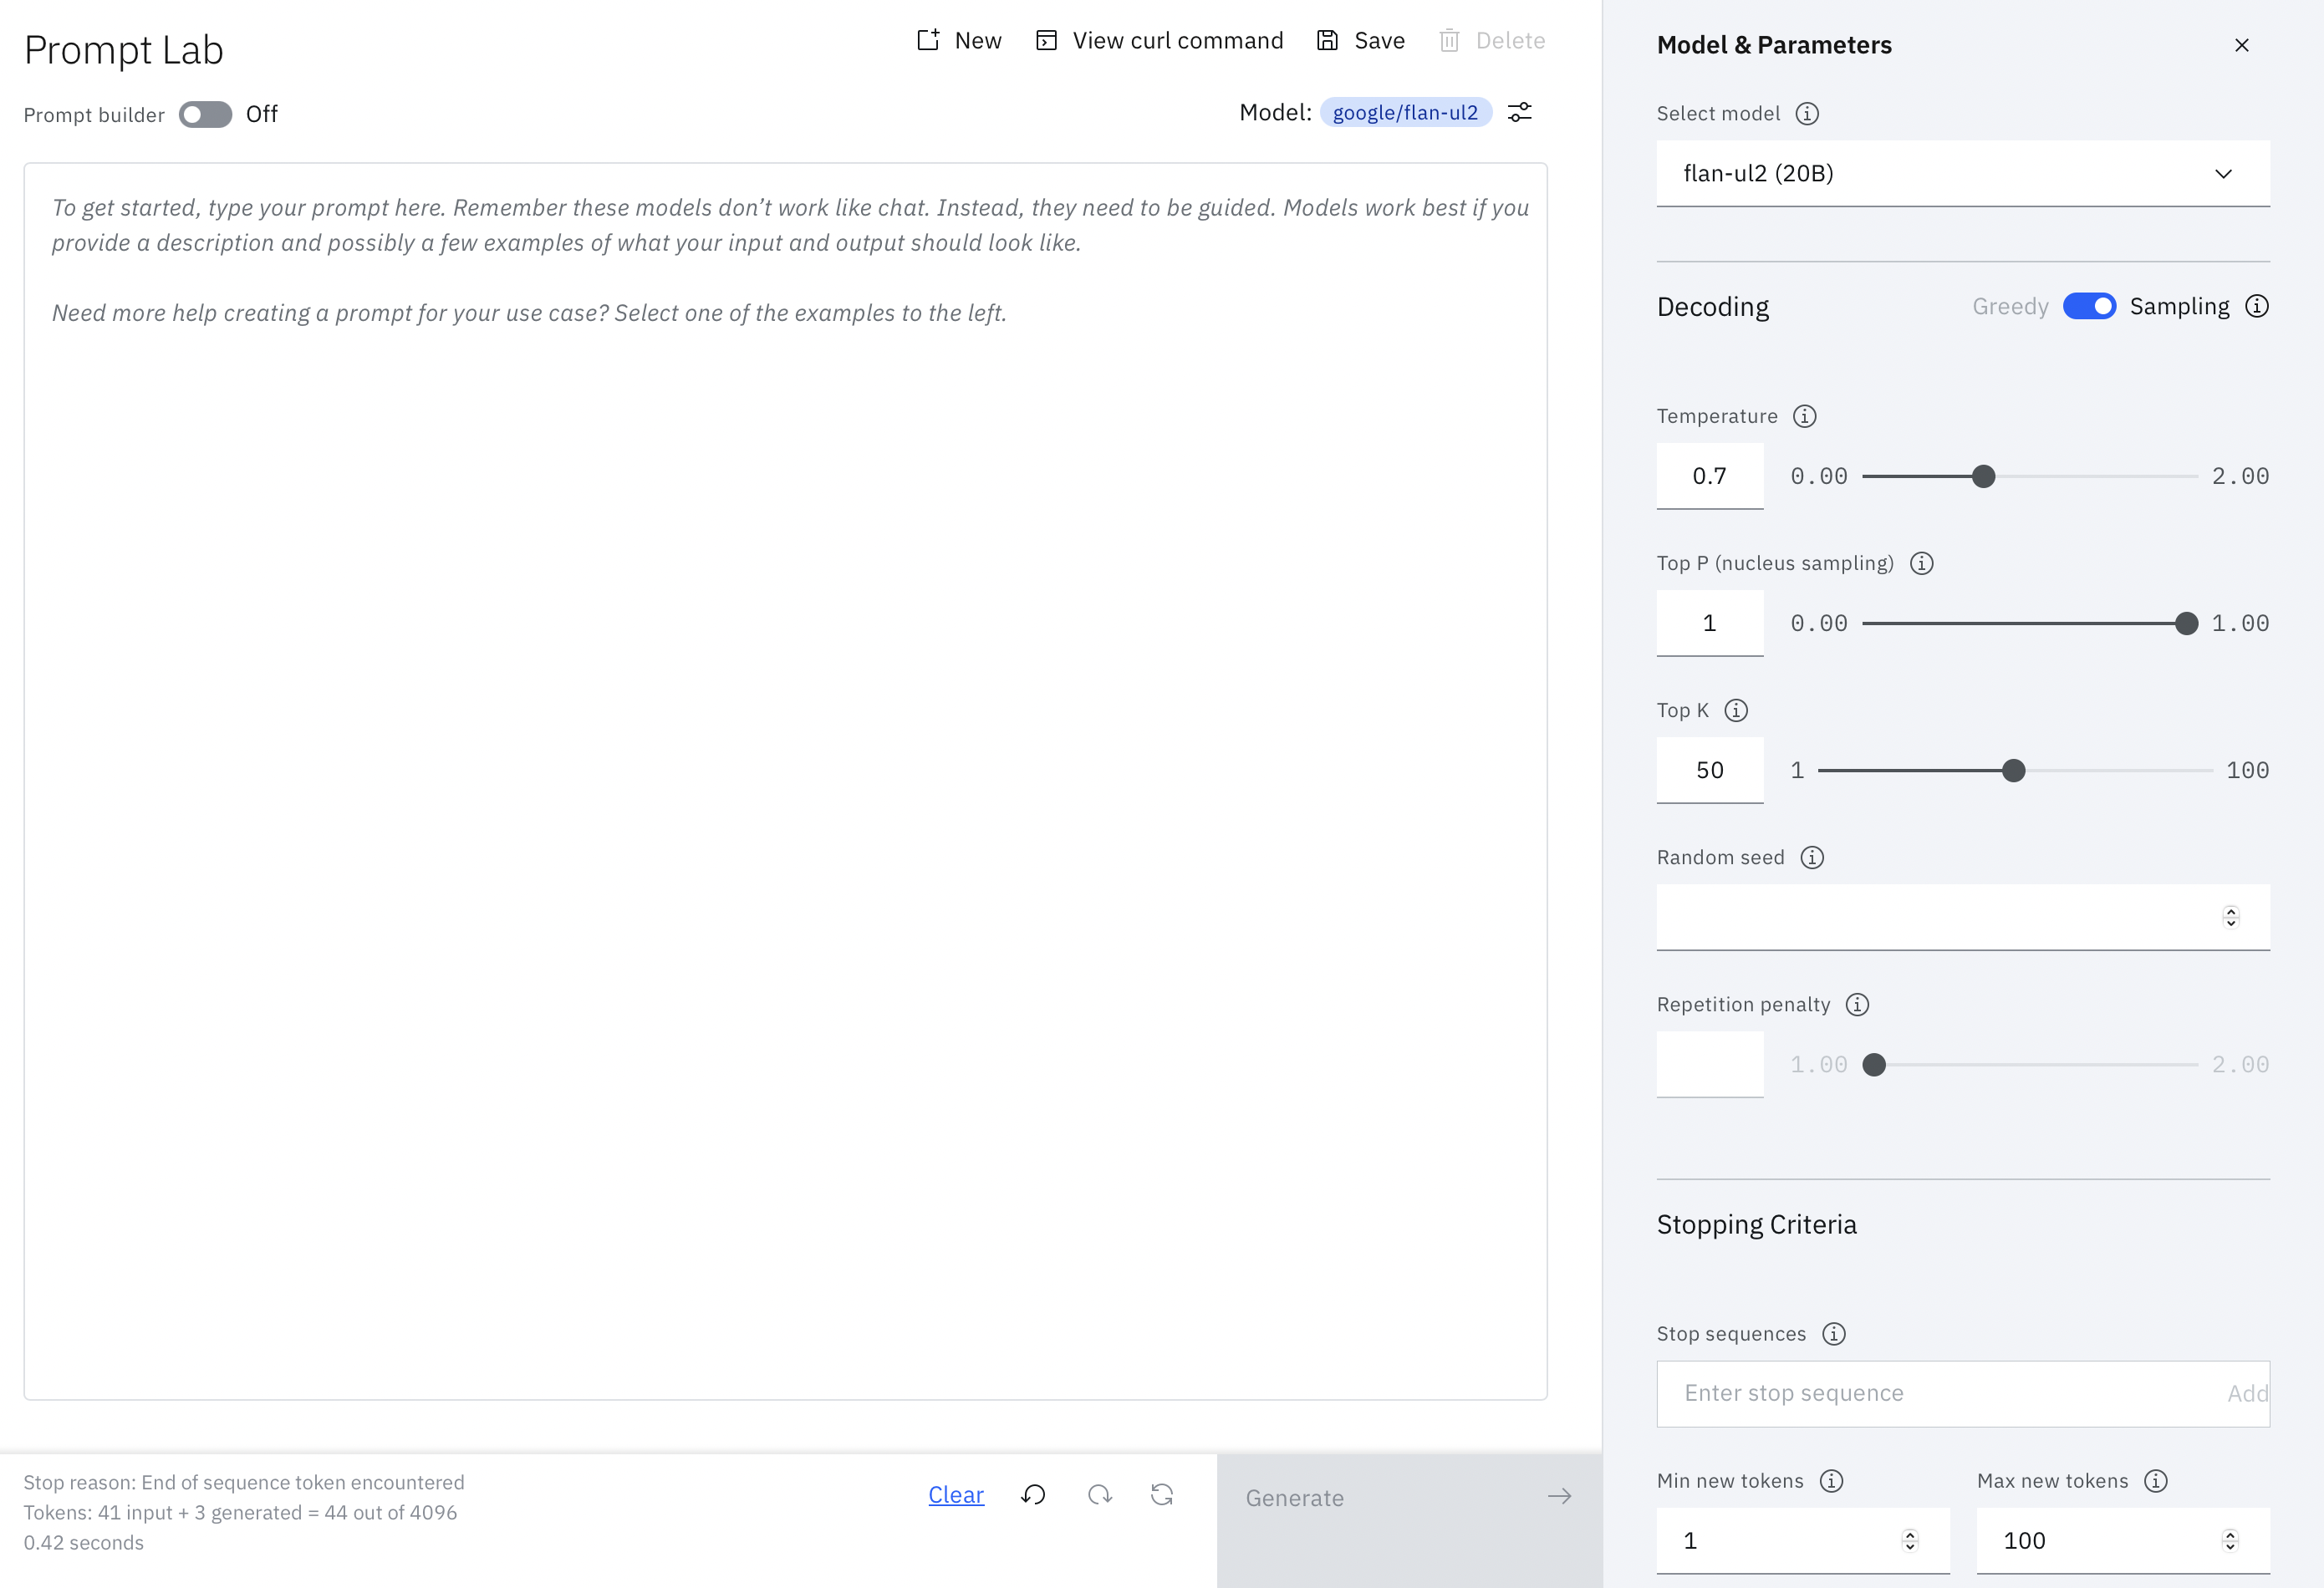 Prompt Lab
New
View curl command
Save
Delete
Prompt builder
Off
Model: google/flan-ul2
To get started, type your prompt here. Remember these models don’t work like chat. Instead, they need to be guided. Models work best if you
provide a description and possibly a few examples of what your input and output should look like.
Need more help creating a prompt for your use case? Select one of the examples to the left.
Stop reason: End of sequence token encountered
Tokens: 41 input + 3 generated = 44 out of 4096
0.42 seconds
Clear
Generate
Model & Parameters
Select model
flan-ul2 (20B)
Decoding
Greedy
Sampling
Temperature
0.7
0.00
2.00
Top P (nucleus sampling)
1
0.00
1.00
Top K
50
1
100
Random seed
Repetition penalty
1.00
2.00
Stopping Criteria
Stop sequences
Enter stop sequence
Add
Min new tokens
Max new tokens
1
100